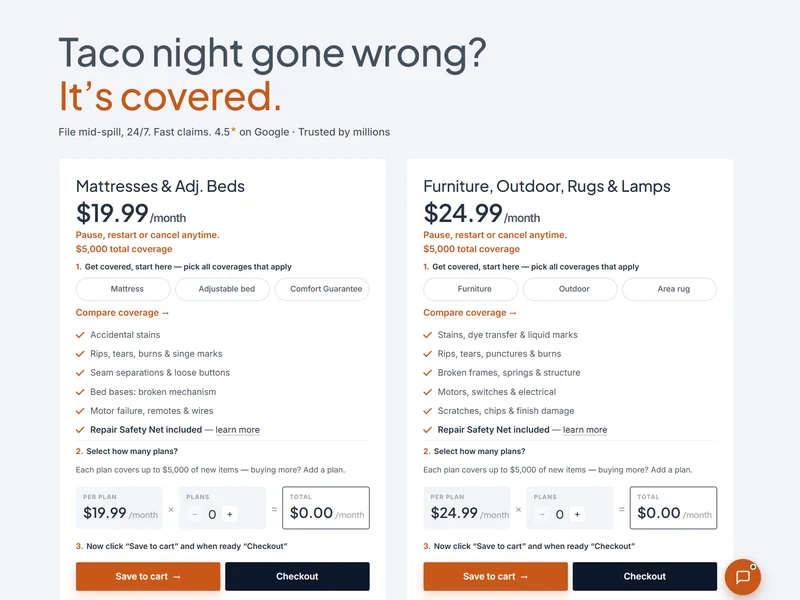 Taco night gone wrong?
It’s covered.
File mid-spill, 24/7. Fast claims. 4.5★ on Google · Trusted by millions
Mattresses & Adj. Beds
$19.99/month
Pause, restart or cancel anytime.
$5,000 total coverage
1. Get covered, start here — pick all coverages that apply
Mattress
Adjustable bed
Comfort Guarantee
Compare coverage →
Accidental stains
Rips, tears, burns & singe marks
Seam separations & loose buttons
Bed bases: broken mechanism
Motor failure, remotes & wires
Repair Safety Net included — learn more
2. Select how many plans?
Each plan covers up to $5,000 of new items — buying more? Add a plan.
PER PLAN
$19.99 /month
×
PLANS
− 0 +
=
TOTAL
$0.00 /month
3. Now click “Save to cart” and when ready “Checkout”
Save to cart →
Checkout
Furniture, Outdoor, Rugs & Lamps
$24.99/month
Pause, restart or cancel anytime.
$5,000 total coverage
1. Get covered, start here — pick all coverages that apply
Furniture
Outdoor
Area rug
Compare coverage →
Stains, dye transfer & liquid marks
Rips, tears, punctures & burns
Broken frames, springs & structure
Motors, switches & electrical
Scratches, chips & finish damage
Repair Safety Net included — learn more
2. Select how many plans?
Each plan covers up to $5,000 of new items — buying more? Add a plan.
PER PLAN
$24.99 /month
×
PLANS
− 0 +
=
TOTAL
$0.00 /month
3. Now click “Save to cart” and when ready “Checkout”
Save to cart →
Checkout